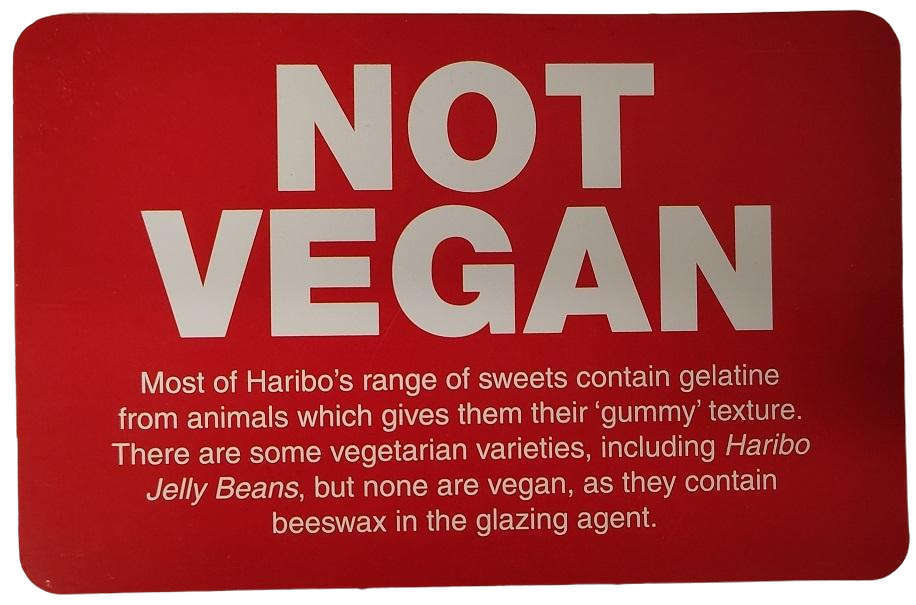 NOT
VEGAN
Most of Haribo’s range of sweets contain gelatine
from animals which gives them their ‘gummy’ texture.
There are some vegetarian varieties, including Haribo
Jelly Beans, but none are vegan, as they contain
beeswax in the glazing agent.